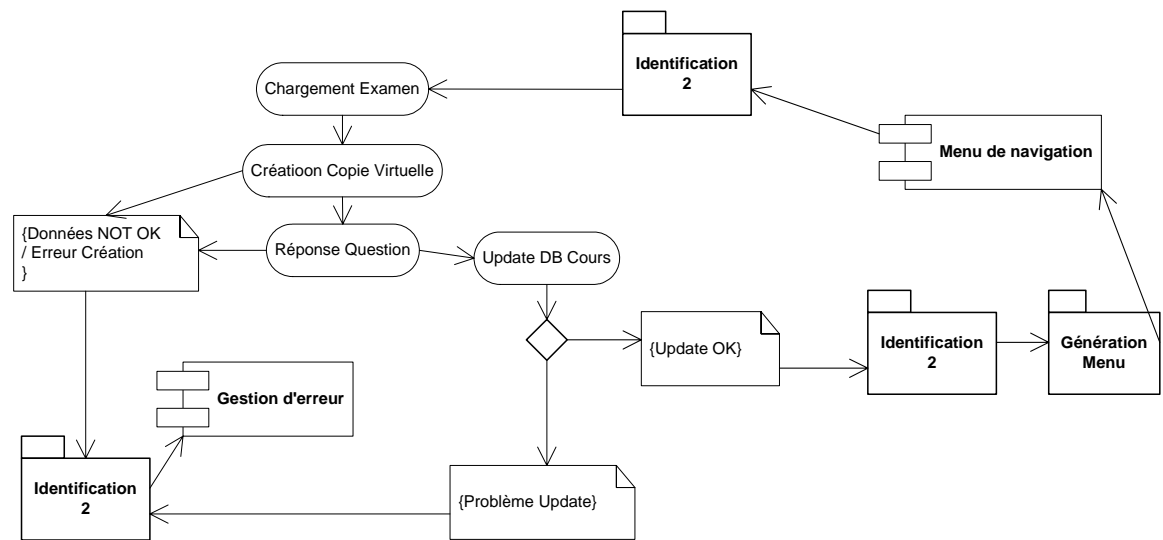 Identification
2
Chargement Examen
Menu de navigation
Créatioon Copie Virtuelle
{Données NOT OK
/ Erreur Création
}
Réponse Question
Update DB Cours
{Update OK}
Identification
2
Génération
Menu
Gestion d'erreur
Identification
2
{Problème Update}